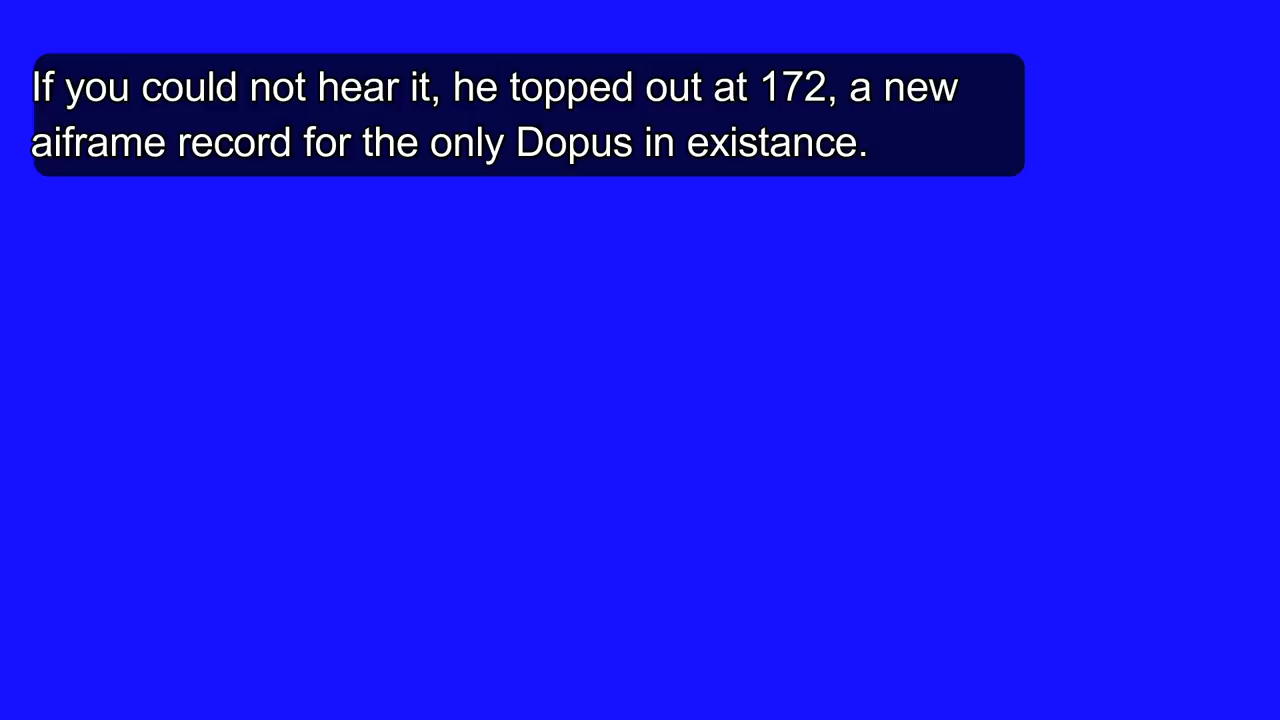 If you could not hear it, he topped out at 172, a new
aiframe record for the only Dopus in existance.